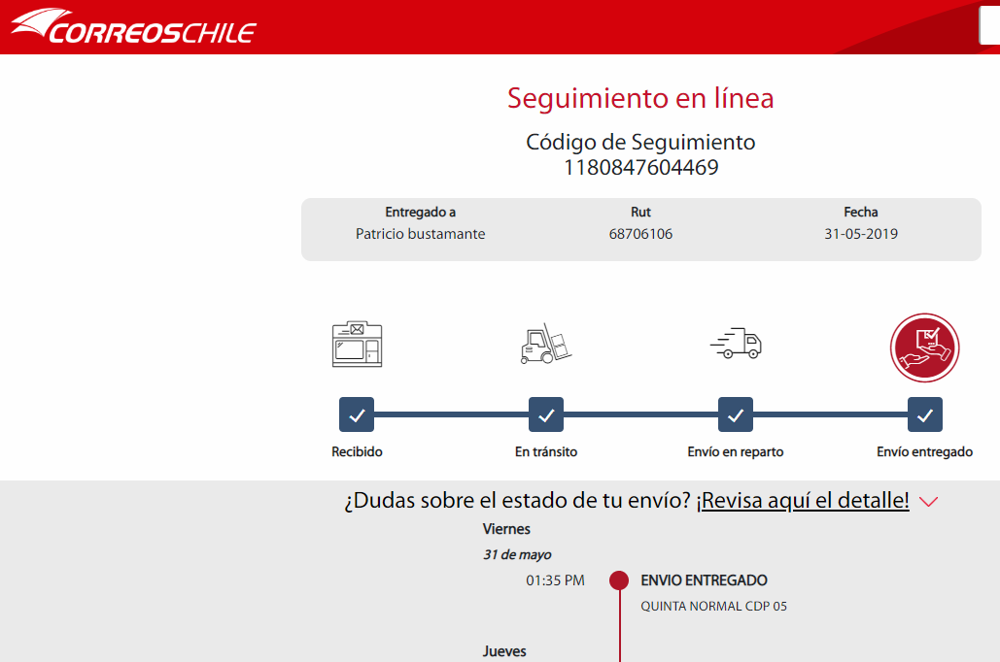 CORREOSCHILE
Seguimiento en línea
Código de Seguimiento
1180847604469
Entregado a Rut Fecha
Patricio bustamante 68706106 31-05-2019
Recibido En tránsito Envío en reparto Envío entregado
¿Dudas sobre el estado de tu envío? ¡Revisa aquí el detalle!
Viernes
31 de mayo
01:35 PM ENVIO ENTREGADO
QUINTA NORMAL CDP 05
Jueves